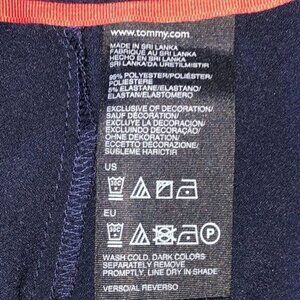 www.tommy.com
MADE IN SRI LANKA
FABRIQUÉ AU SRI LANKA
HECHO EN SRI LANKA
SRI LANKA'DA ÜRETİLMİŞTİR
95% POLYESTER/POLIÉSTER/
POLIESTERE
5% ELASTANE/ELASTANO/
ELASTAN/ELASTOMERO
EXCLUSIVE OF DECORATION/
SAUF DÉCORATION/
EXCLUYE LA DECORACION/
EXCLUINDO DECORAÇÃO/
OHNE DEKORATION/
ECCETTO DECORAZIONE/
SÜSLEME HARİÇTİR
US
EU
P
WASH COLD, DARK COLORS
SEPARATELY. REMOVE
PROMPTLY, LINE DRY IN SHADE
VERSO/AL REVERSO